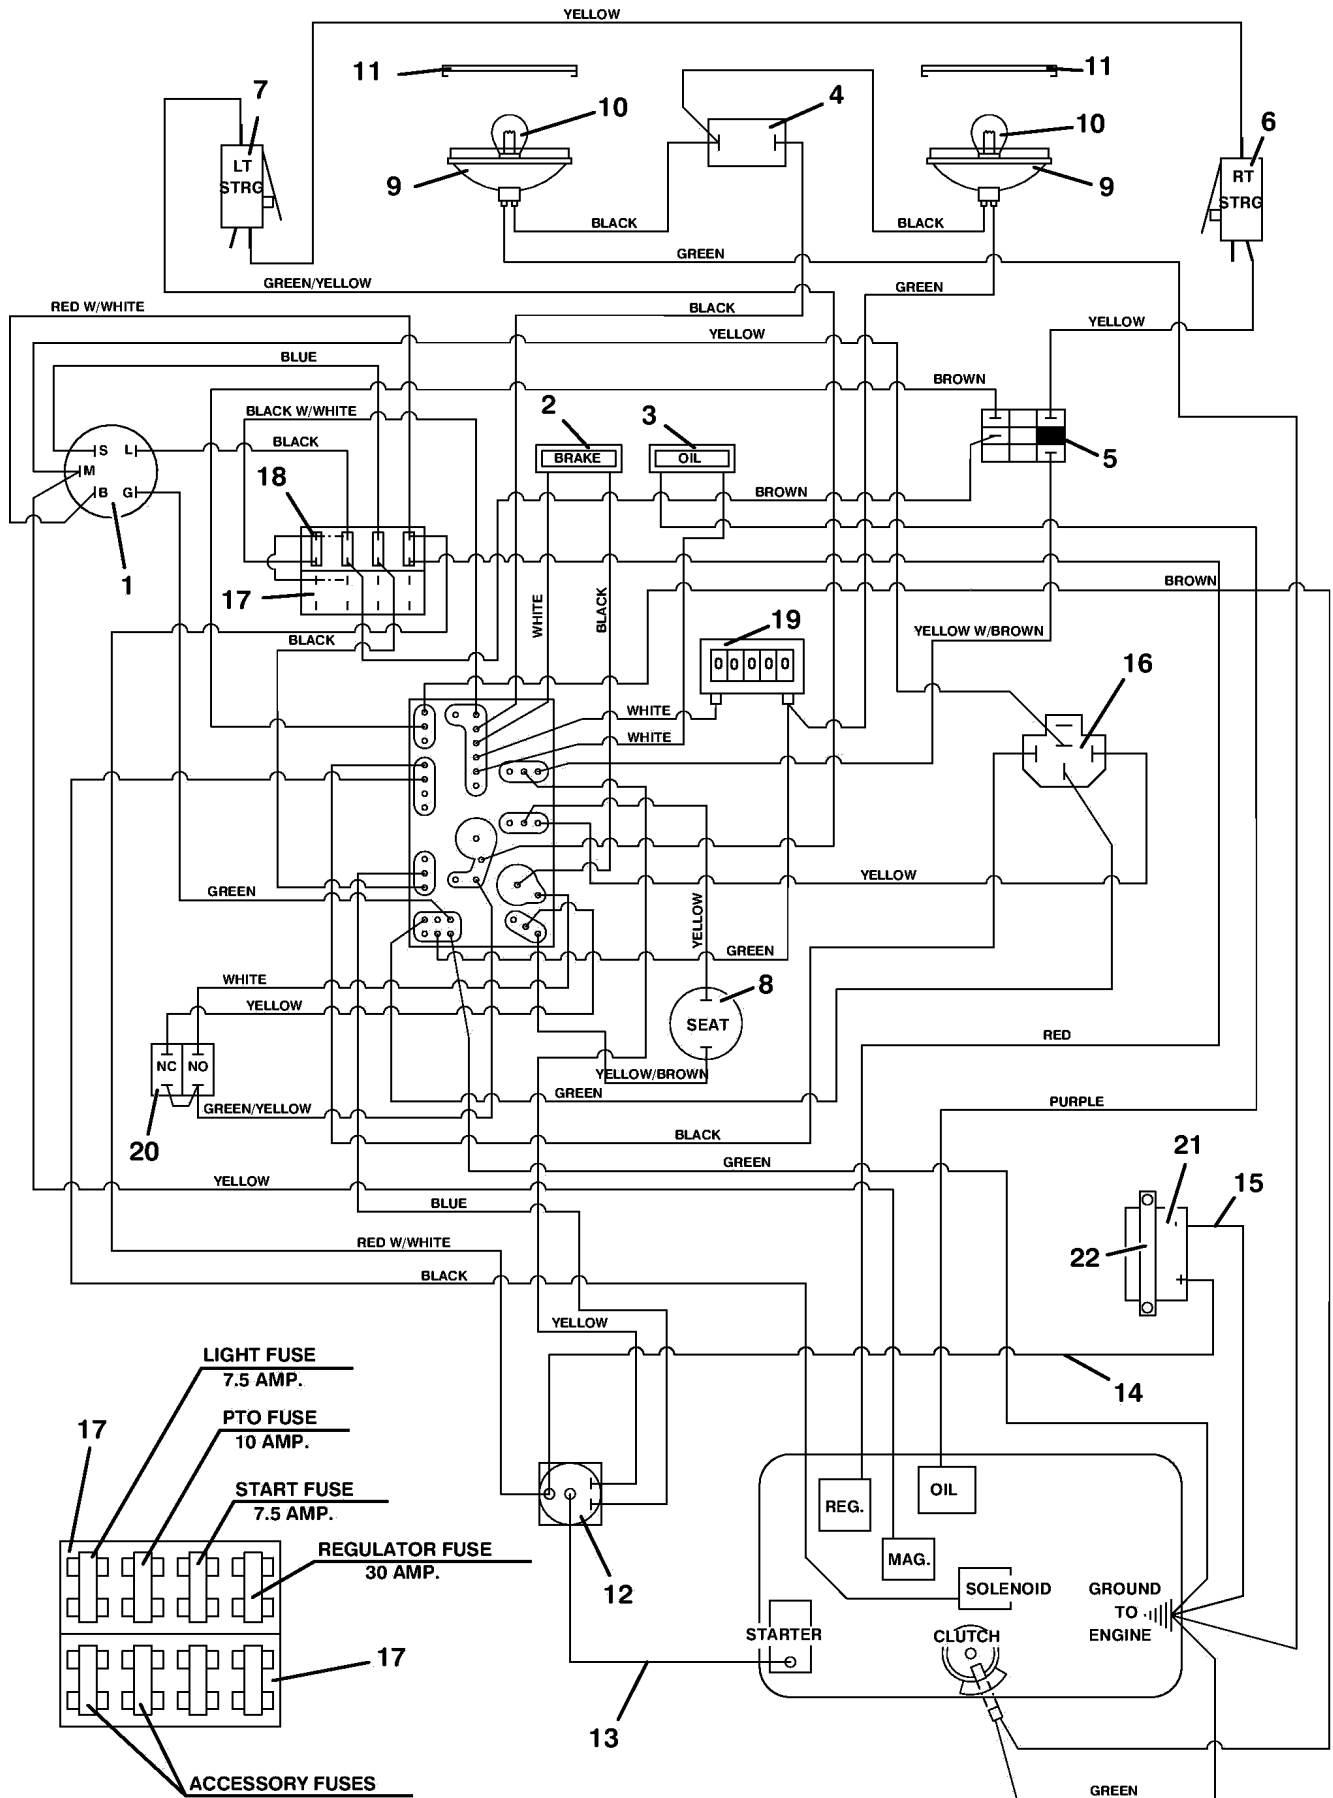 YELLOW
11
11
7
10
4
10
6
LT
STRG
RT
STRG
9
9
BLACK
BLACK
GREEN
GREEN/YELLOW
GREEN
RED W/WHITE
BLACK
YELLOW
YELLOW
BLUE
BROWN
BLACK W/WHITE
2
3
BLACK
S
L
M
B
G
18
BRAKE
OIL
5
BROWN
1
17
BROWN
BLACK
WHITE
BLACK
19
YELLOW W/BROWN
0 0 0 0 0
16
WHITE
WHITE
GREEN
YELLOW
YELLOW
GREEN
WHITE
8
YELLOW
SEAT
RED
NC
NO
YELLOW/BROWN
GREEN
GREEN/YELLOW
PURPLE
20
BLACK
21
GREEN
15
YELLOW
BLUE
RED W/WHITE
22
BLACK
+
YELLOW
LIGHT FUSE
7.5 AMP.
14
17
PTO FUSE
10 AMP.
START FUSE
7.5 AMP.
REG.
OIL
REGULATOR FUSE
30 AMP.
12
MAG.
SOLENOID
GROUND
TO
ENGINE
STARTER
CLUTCH
17
13
ACCESSORY FUSES
GREEN